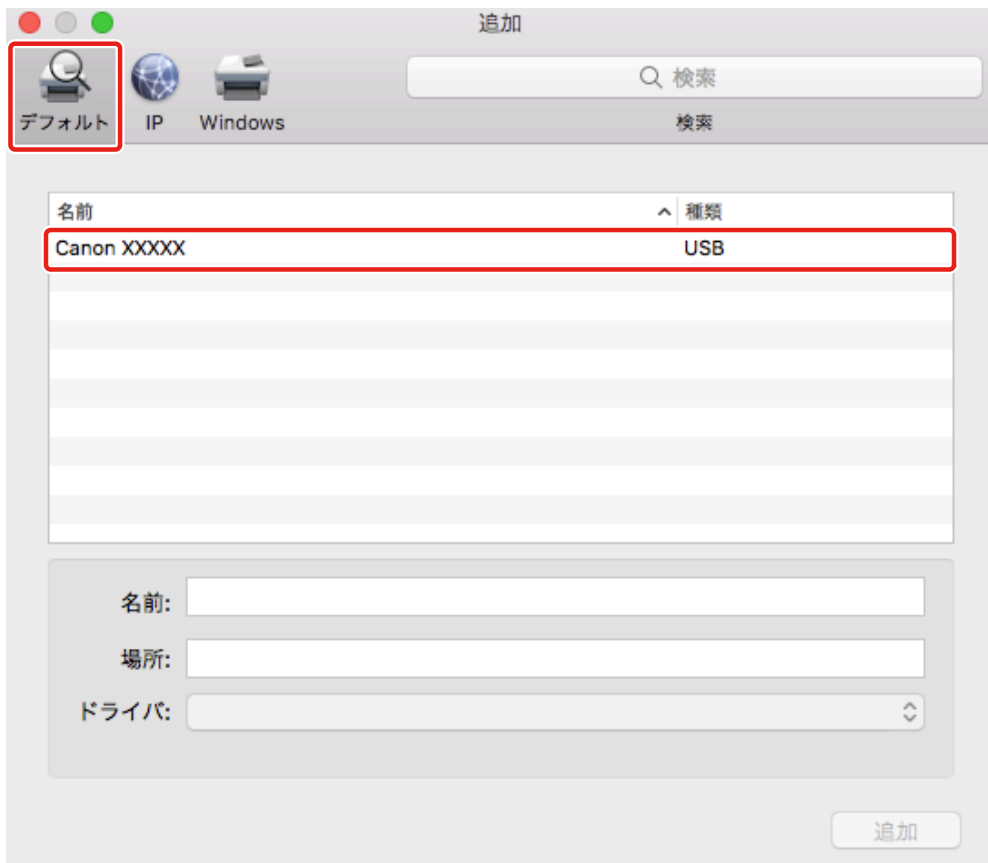 追加
検索
デフォルト IP Windows 検索
名前 種類
Canon XXXXX USB
名前:
場所:
ドライバ:
追加